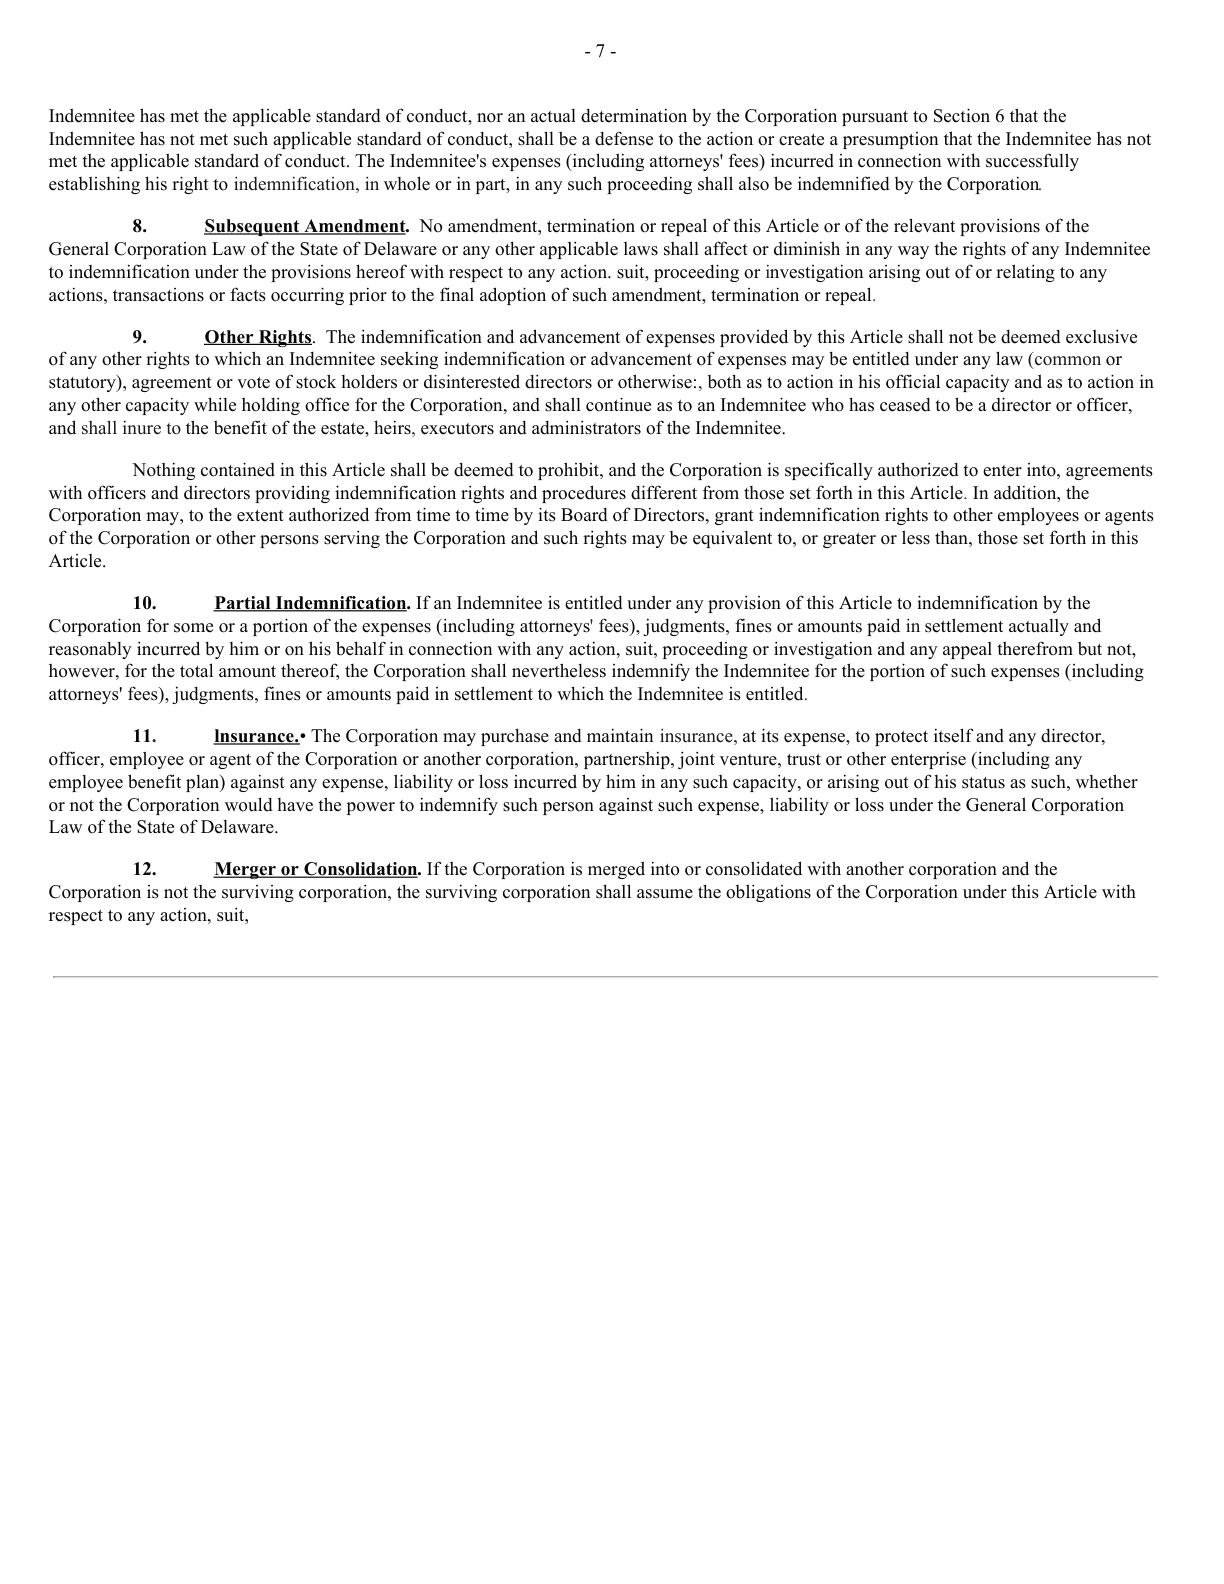 - 7 -
Indemnitee has met the applicable standard of conduct, nor an actual determination by the Corporation pursuant to Section 6 that the
Indemnitee has not met such applicable standard of conduct, shall be a defense to the action or create a presumption that the Indemnitee has not
met the applicable standard of conduct. The Indemnitee's expenses (including attorneys' fees) incurred in connection with successfully
establishing his right to indemnification, in whole or in part, in any such proceeding shall also be indemnified by the Corporation.
8. Subsequent Amendment. No amendment, termination or repeal of this Article or of the relevant provisions of the
General Corporation Law of the State of Delaware or any other applicable laws shall affect or diminish in any way the rights of any Indemnitee
to indemnification under the provisions hereof with respect to any action. suit, proceeding or investigation arising out of or relating to any
actions, transactions or facts occurring prior to the final adoption of such amendment, termination or repeal.
9. Other Rights. The indemnification and advancement of expenses provided by this Article shall not be deemed exclusive
of any other rights to which an Indemnitee seeking indemnification or advancement of expenses may be entitled under any law (common or
statutory), agreement or vote of stock holders or disinterested directors or otherwise:, both as to action in his official capacity and as to action in
any other capacity while holding office for the Corporation, and shall continue as to an Indemnitee who has ceased to be a director or officer,
and shall inure to the benefit of the estate, heirs, executors and administrators of the Indemnitee.
Nothing contained in this Article shall be deemed to prohibit, and the Corporation is specifically authorized to enter into, agreements
with officers and directors providing indemnification rights and procedures different from those set forth in this Article. In addition, the
Corporation may, to the extent authorized from time to time by its Board of Directors, grant indemnification rights to other employees or agents
of the Corporation or other persons serving the Corporation and such rights may be equivalent to, or greater or less than, those set forth in this
Article.
10. Partial Indemnification. If an Indemnitee is entitled under any provision of this Article to indemnification by the
Corporation for some or a portion of the expenses (including attorneys' fees), judgments, fines or amounts paid in settlement actually and
reasonably incurred by him or on his behalf in connection with any action, suit, proceeding or investigation and any appeal therefrom but not,
however, for the total amount thereof, the Corporation shall nevertheless indemnify the Indemnitee for the portion of such expenses (including
attorneys' fees), judgments, fines or amounts paid in settlement to which the Indemnitee is entitled.
11. lnsurance.• The Corporation may purchase and maintain insurance, at its expense, to protect itself and any director,
officer, employee or agent of the Corporation or another corporation, partnership, joint venture, trust or other enterprise (including any
employee benefit plan) against any expense, liability or loss incurred by him in any such capacity, or arising out of his status as such, whether
or not the Corporation would have the power to indemnify such person against such expense, liability or loss under the General Corporation
Law of the State of Delaware.
12. Merger or Consolidation. If the Corporation is merged into or consolidated with another corporation and the
Corporation is not the surviving corporation, the surviving corporation shall assume the obligations of the Corporation under this Article with
respect to any action, suit,